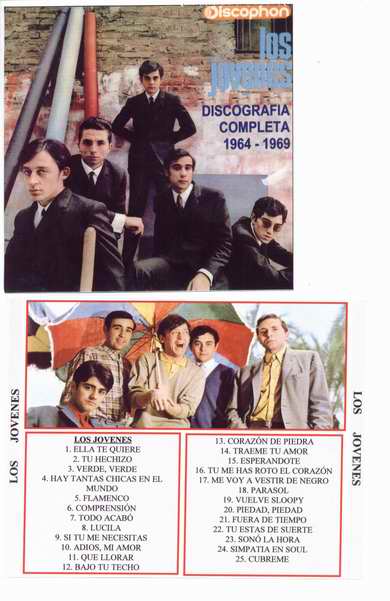 Discophon
los
jovenes
DISCOGRAFIA
COMPLETA
1964 - 1969
LOS JOVENES
LOS JOVENES
LOS JOVENES
1. ELLA TE QUIERE
2. TU HECHIZO
3. VERDE, VERDE
4. HAY TANTAS CHICAS EN EL
MUNDO
5. FLAMENCO
6. COMPRENSIÓN
7. TODO ACABÓ
8. LUCILA
9. SI TU ME NECESITAS
10. ADIOS, MI AMOR
11. QUE LLORAR
12. BAJO TU TECHO
13. CORAZÓN DE PIEDRA
14. TRAEME TU AMOR
15. ESPERANDOTE
16. TU ME HAS ROTO EL CORAZÓN
17. ME VOY A VESTIR DE NEGRO
18. PARASOL
19. VUELVE SLOOPY
20. PIEDAD, PIEDAD
21. FUERA DE TIEMPO
22. TU ESTAS DE SUERTE
23. SONÓ LA HORA
24. SIMPATIA EN SOUL
25. CUBREME